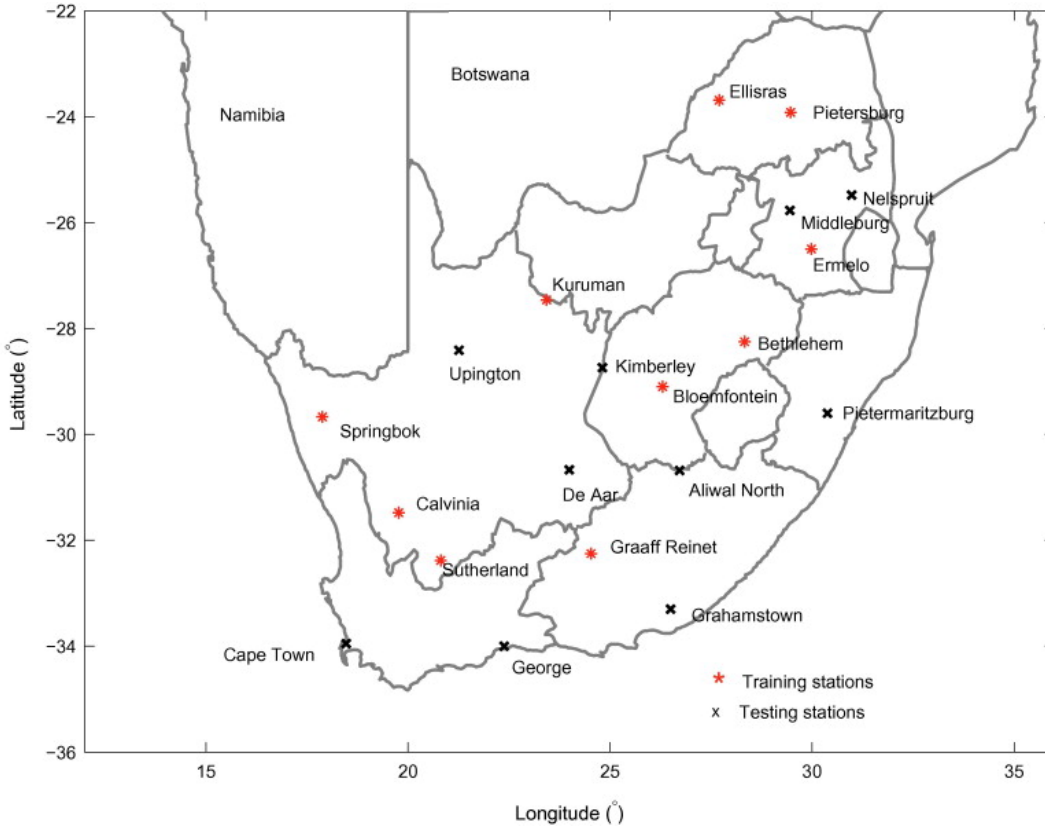 −22
Botswana
Ellisras
Namibia
Pietersburg
−24
Nelspruit
Middleburg
−26
Ermelo
Kuruman
−28
Bethlehem
Kimberley
Upington
Bloemfontein
Pietermaritzburg
Springbok
−30
Aliwal North
De Aar
Calvinia
−32
Graaff Reinet
Sutherland
Grahamstown
−34
Cape Town
George
Training stations
Testing stations
−36
15
20
25
30
35
Latitude (°)
Longitude (°)